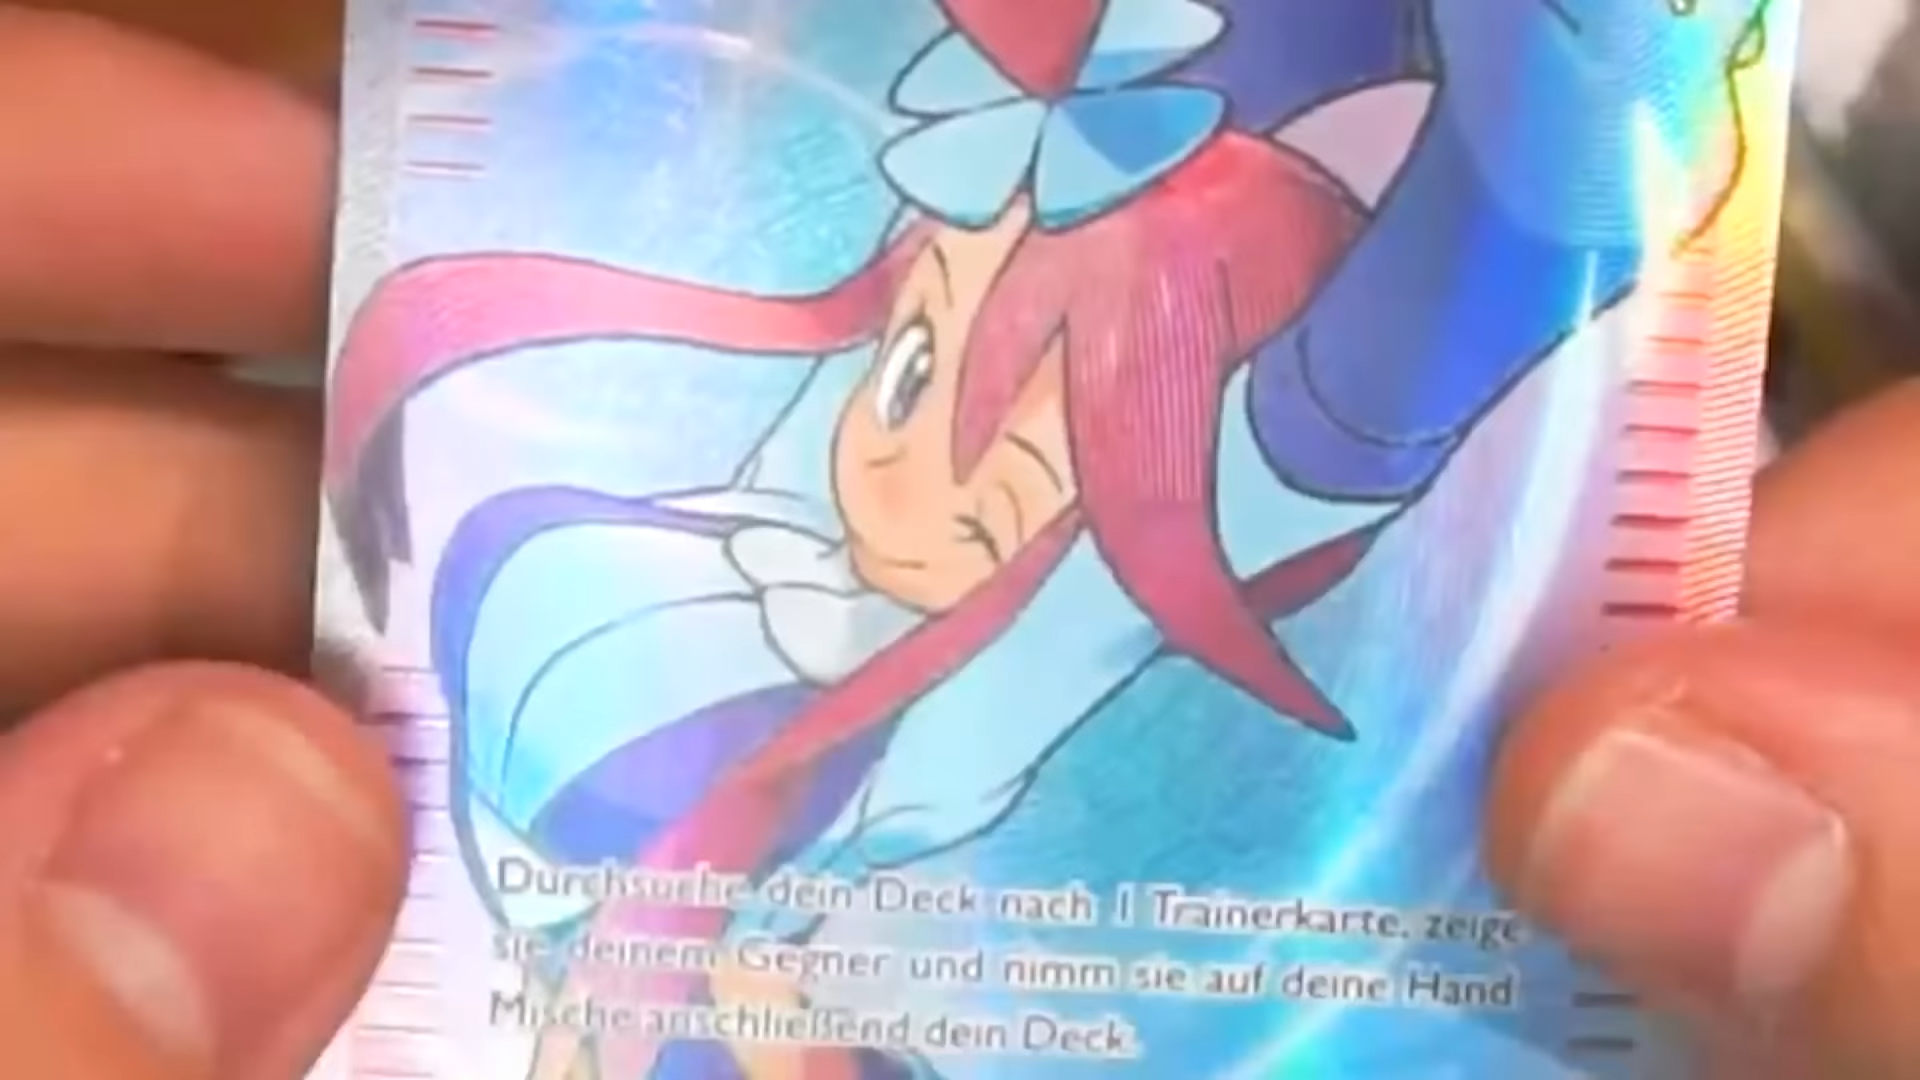 Durchsuche dein Deck nach 1 Trainerkarte, zeige
sie deinem Gegner und nimm sie auf deine Hand
Mische anschließend dein Deck.